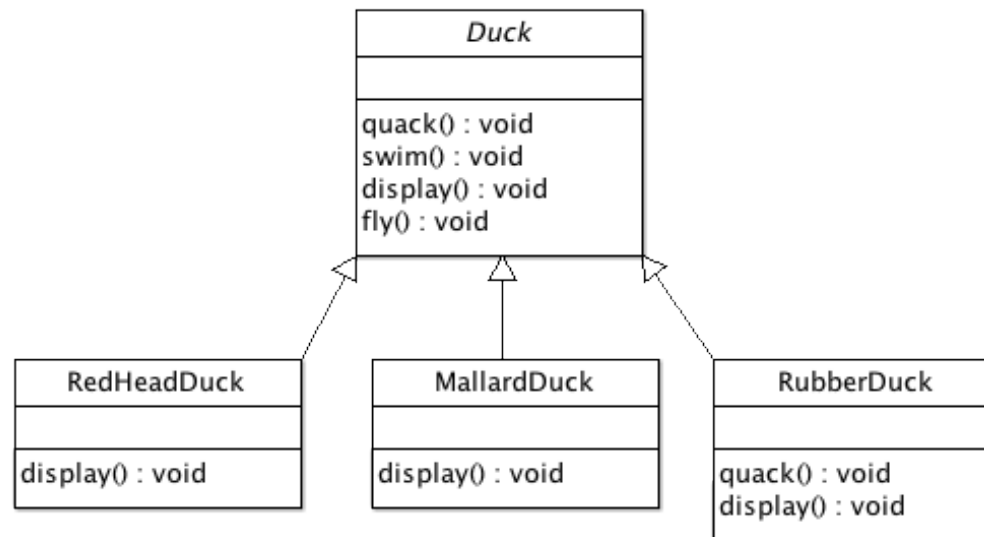 Duck
quack() : void
swim() : void
display() : void
fly() : void
RedHeadDuck
display() : void
MallardDuck
display() : void
RubberDuck
quack() : void
display() : void